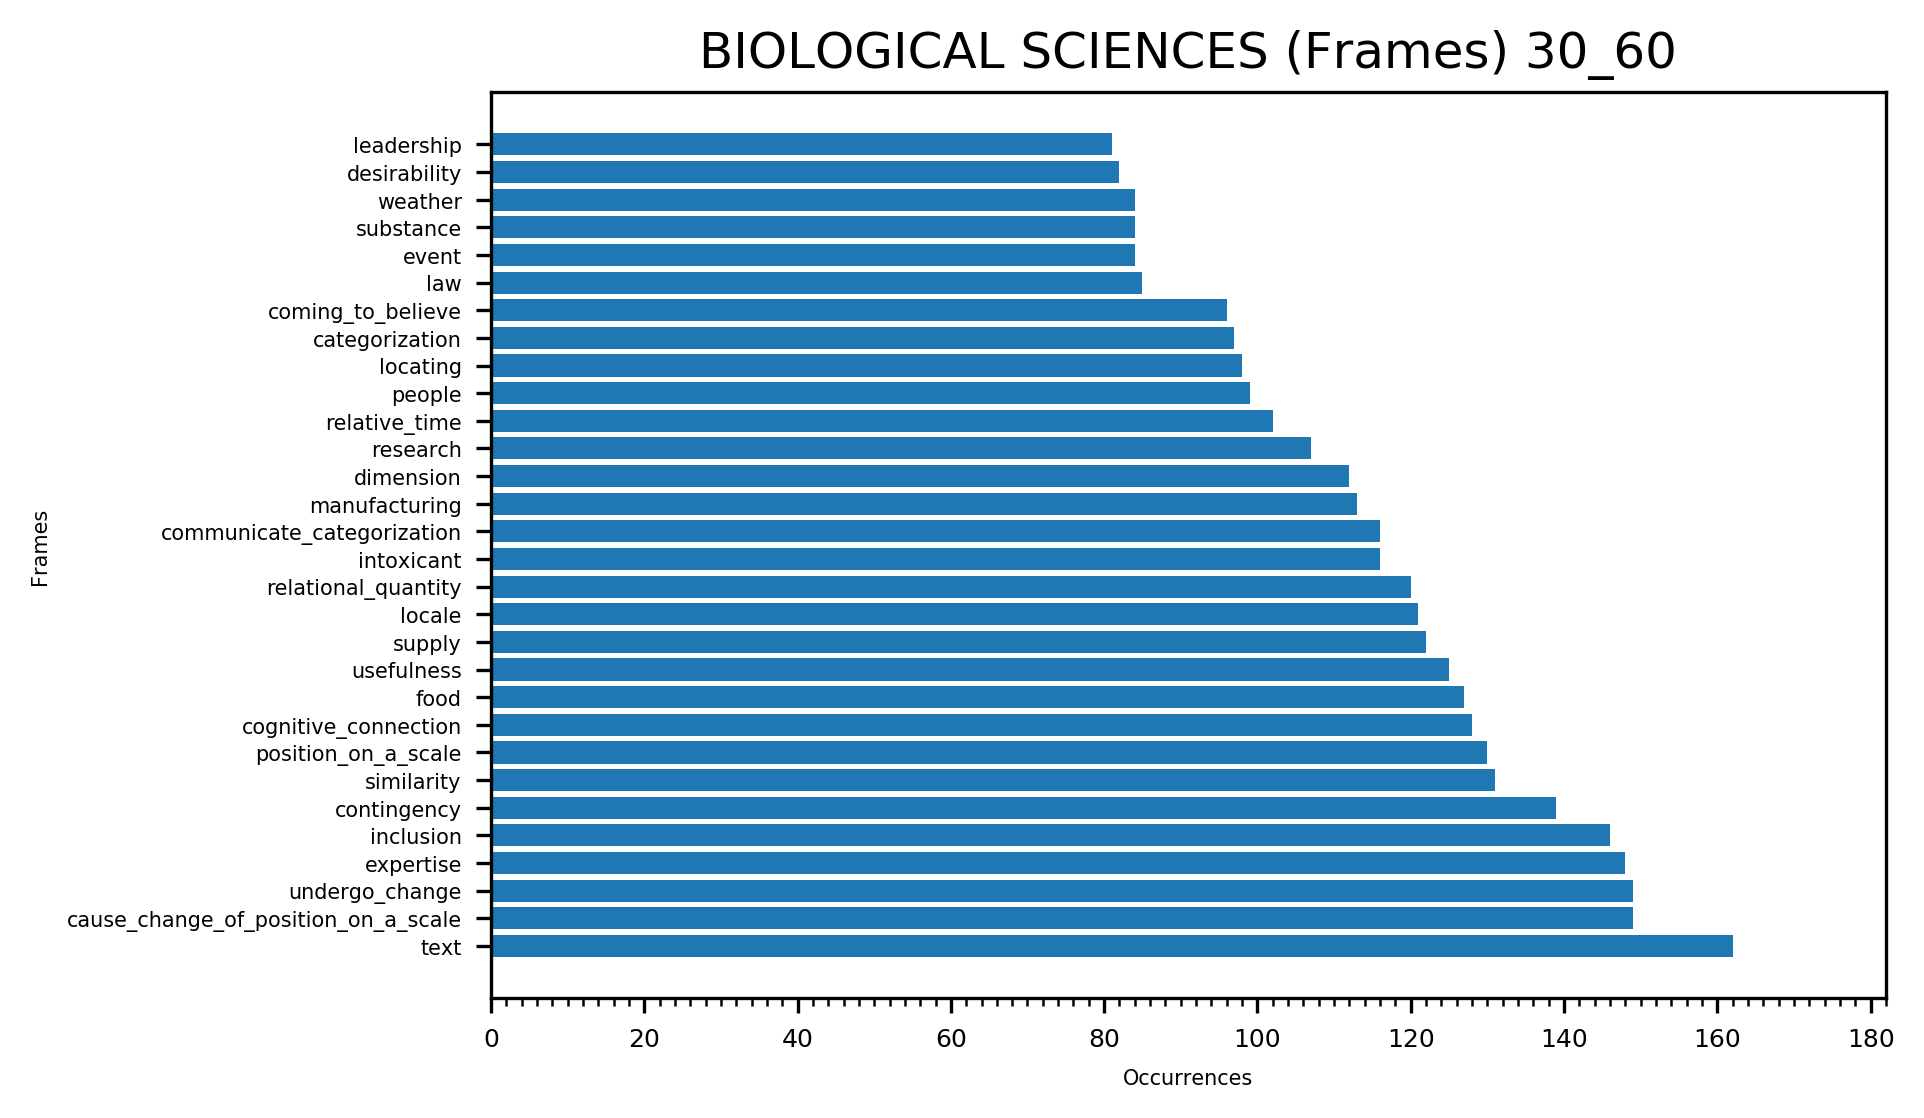 BIOLOGICAL SCIENCES (Frames) 30_60
leadership
desirability
weather
substance
event
law
coming_to_believe
categorization
locating
people
relative_time
research
dimension
manufacturing
communicate_categorization
intoxicant
relational_quantity
locale
supply
usefulness
food
cognitive_connection
position_on_a_scale
similarity
contingency
inclusion
expertise
undergo_change
cause_change_of_position_on_a_scale
text
Frames
0 20 40 60 80 100 120 140 160 180
Occurrences